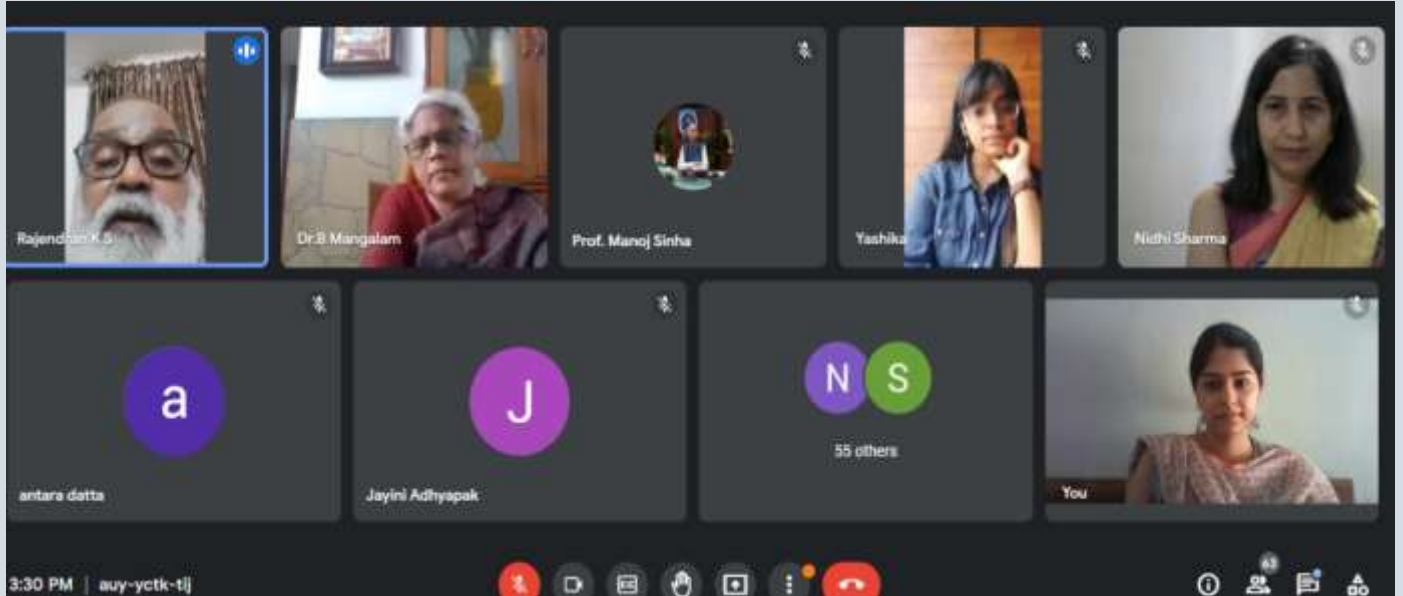 Rajendran K.S
Dr.B Mangalam
Prof. Manoj Sinha
Yashika
Nidhi Sharma
a
antara datta
J
Jayini Adhyapak
N S
55 others
You
63
3:30 PM | auy-yctk-tlj